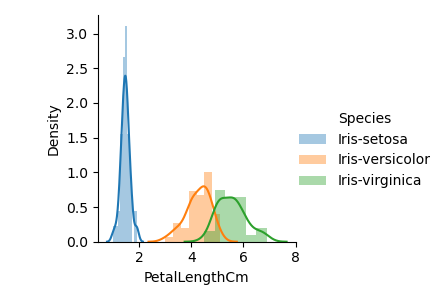 3.0
2.5
2.0
1.5
1.0
0.5
0.0
Density
2
4
6
8
PetalLengthCm
Species
Iris-setosa
Iris-versicolor
Iris-virginica